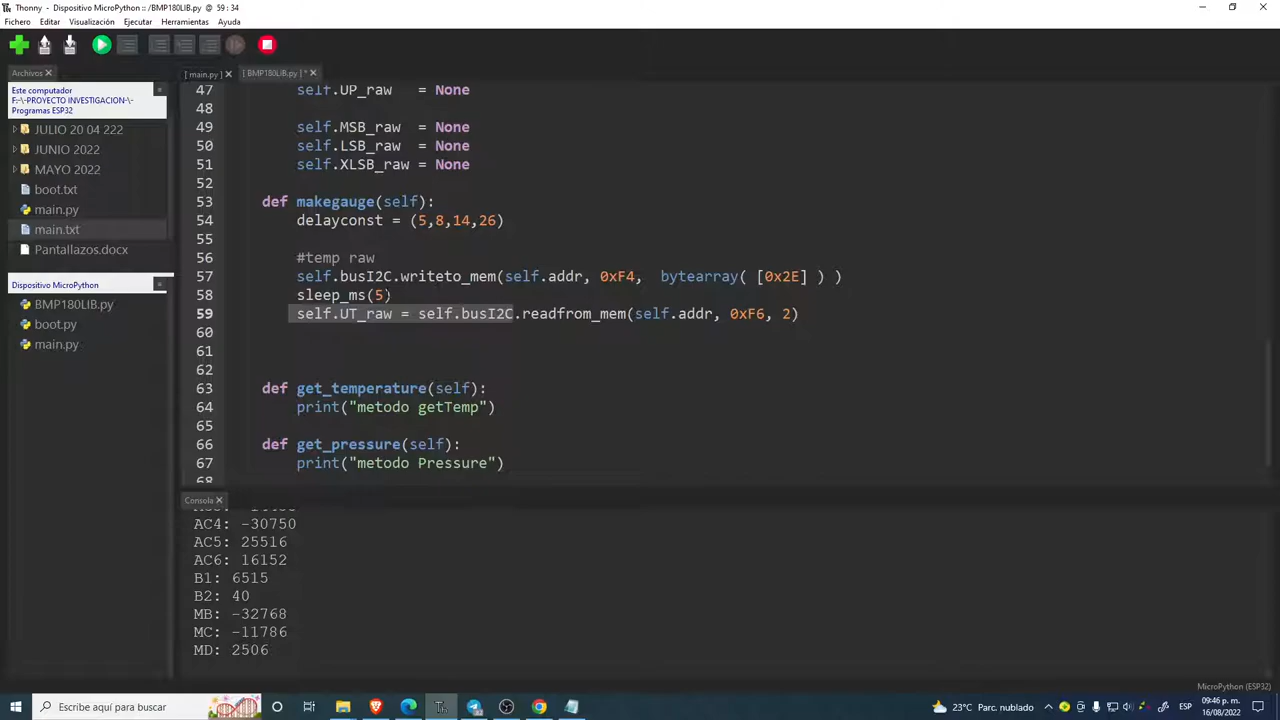 Thonny - Dispositivo MicroPython :: /BMP180LIB.py @ 59 : 34
Fichero Editar Visualización Ejecutar Herramientas Ayuda
Archivos
[ main.py ]
[ BMP180LIB.py ] *
Este computador
F:-\-PROYECTO INVESTIGACION-\-
Programas ESP32
JULIO 20 04 222
JUNIO 2022
MAYO 2022
boot.txt
main.py
main.txt
Pantallazos.docx
Dispositivo MicroPython
BMP180LIB.py
boot.py
main.py
47 self.UP_raw = None
48
49 self.MSB_raw = None
50 self.LSB_raw = None
51 self.XLSB_raw = None
52
53 def makegauge(self):
54 delayconst = (5,8,14,26)
55
56 #temp raw
57 self.busI2C.writeto_mem(self.addr, 0xF4, bytearray( [0x2E] ) )
58 sleep_ms(5)
59 self.UT_raw = self.busI2C.readfrom_mem(self.addr, 0xF6, 2)
60
61
62
63 def get_temperature(self):
64 print("metodo getTemp")
65
66 def get_pressure(self):
67 print("metodo Pressure")
68
Consola
AC4: -30750
AC5: 25516
AC6: 16152
B1: 6515
B2: 40
MB: -32768
MC: -11786
MD: 2506
MicroPython (ESP32)
Escribe aquí para buscar
23°C Parc. nublado
ESP
09:46 p. m.
16/08/2022